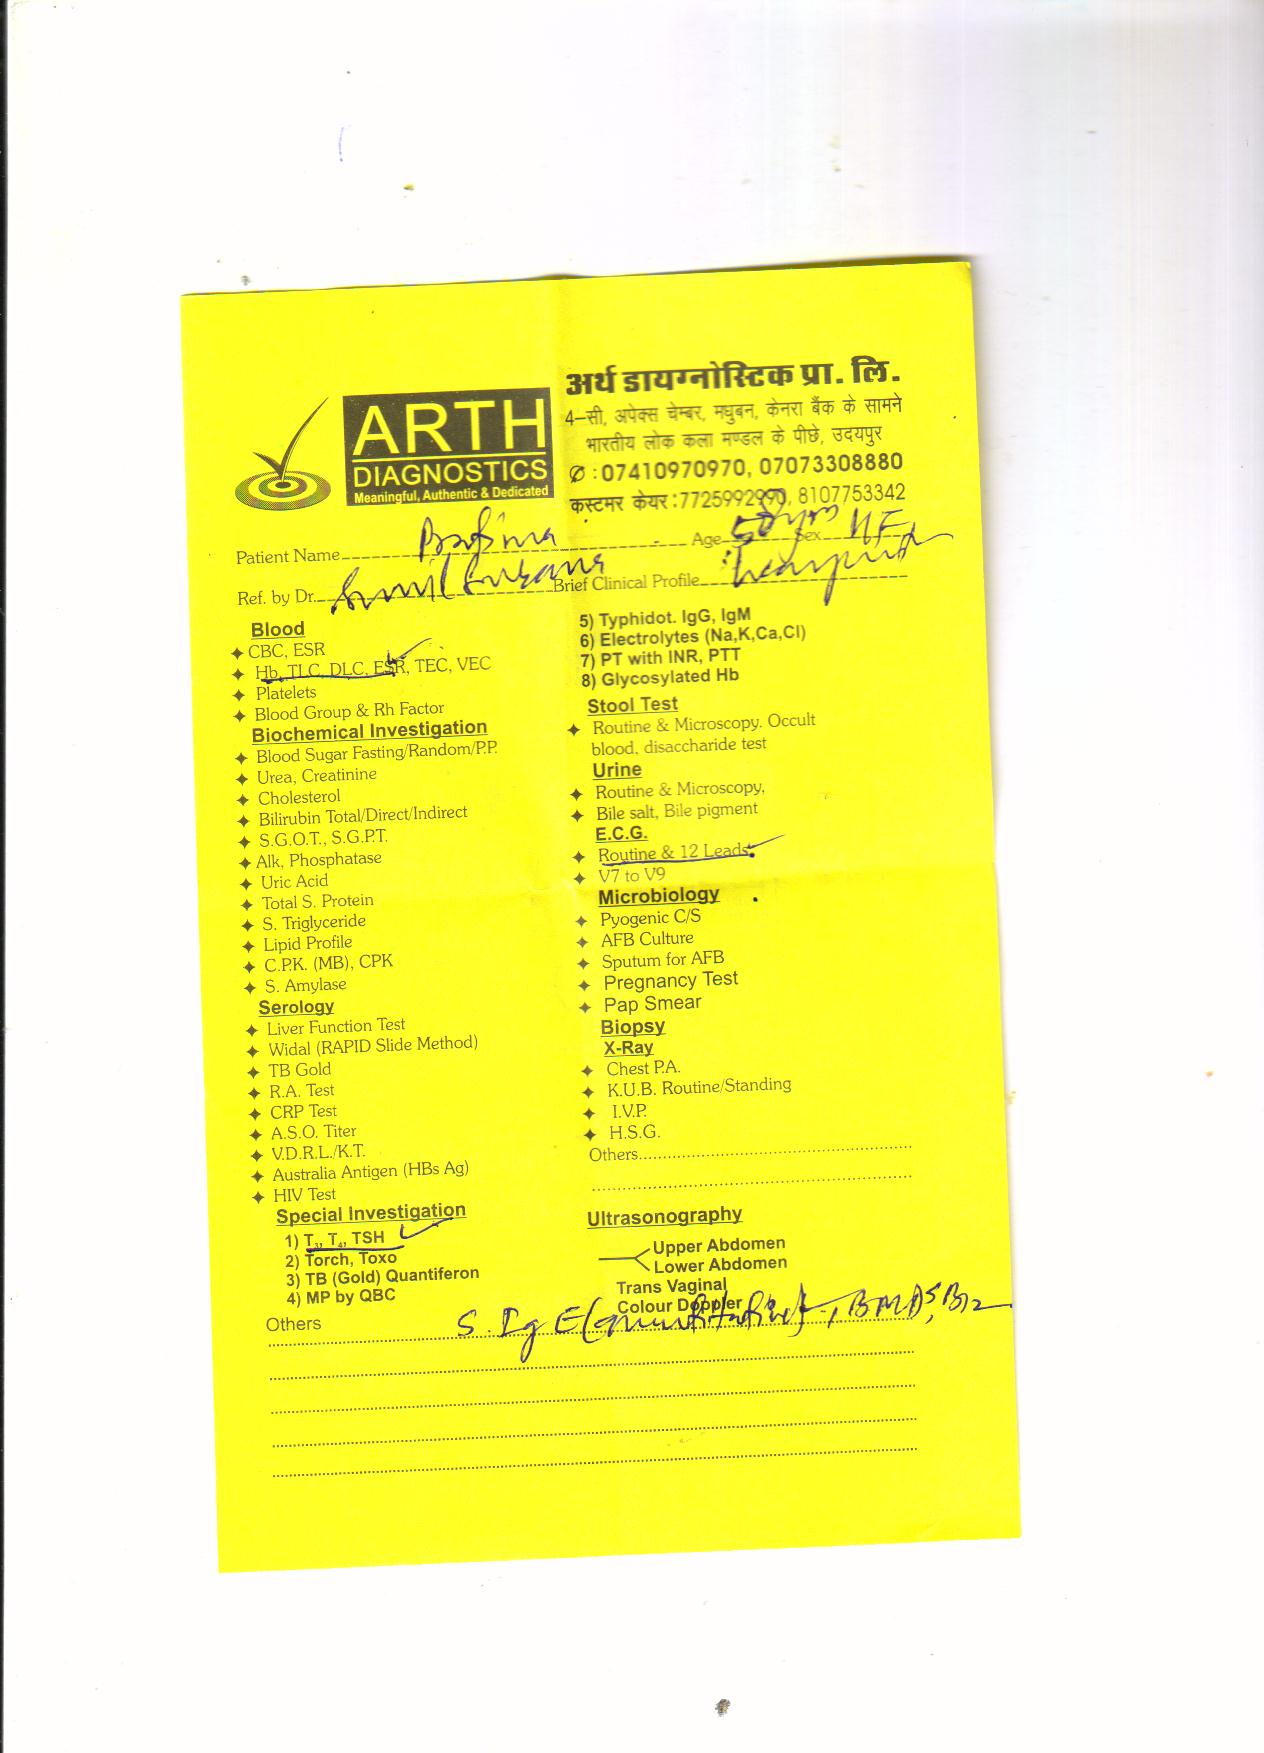 अर्थ डायग्नोस्टिक प्रा. लि.
ARTH
DIAGNOSTICS
Meaningful, Authentic & Dedicated
4-सी, अपेक्स चेम्बर, मधुबन, केनरा बैंक के सामने
भारतीय लोक कला मण्डल के पीछे, उदयपुर
✆ : 07410970970, 07073308880
कस्टमर केयर : 7725992990, 8107753342
Patient Name Age Sex
Ref. by Dr. Sunil Brief Clinical Profile
Blood
CBC, ESR
Hb, TLC, DLC, ESR, TEC, VEC
Platelets
Blood Group & Rh Factor
Biochemical Investigation
Blood Sugar Fasting/Random/P.P.
Urea, Creatinine
Cholesterol
Bilirubin Total/Direct/Indirect
S.G.O.T., S.G.P.T.
Alk, Phosphatase
Uric Acid
Total S. Protein
S. Triglyceride
Lipid Profile
C.P.K. (MB), CPK
S. Amylase
Serology
Liver Function Test
Widal (RAPID Slide Method)
TB Gold
R.A. Test
CRP Test
A.S.O. Titer
V.D.R.L./K.T.
Australia Antigen (HBs Ag)
HIV Test
Special Investigation
1) T3, T4, TSH
2) Torch, Toxo
3) TB (Gold) Quantiferon
4) MP by QBC
5) Typhidot. IgG, IgM
6) Electrolytes (Na,K,Ca,Cl)
7) PT with INR, PTT
8) Glycosylated Hb
Stool Test
Routine & Microscopy. Occult
blood, disaccharide test
Urine
Routine & Microscopy,
Bile salt, Bile pigment
E.C.G.
Routine & 12 Leads
V7 to V9
Microbiology
Pyogenic C/S
AFB Culture
Sputum for AFB
Pregnancy Test
Pap Smear
Biopsy
X-Ray
Chest P.A.
K.U.B. Routine/Standing
I.V.P.
H.S.G.
Others
Ultrasonography
Upper Abdomen
Lower Abdomen
Trans Vaginal
Colour Doppler
Others S. IgE (quantitative), BMD, B12